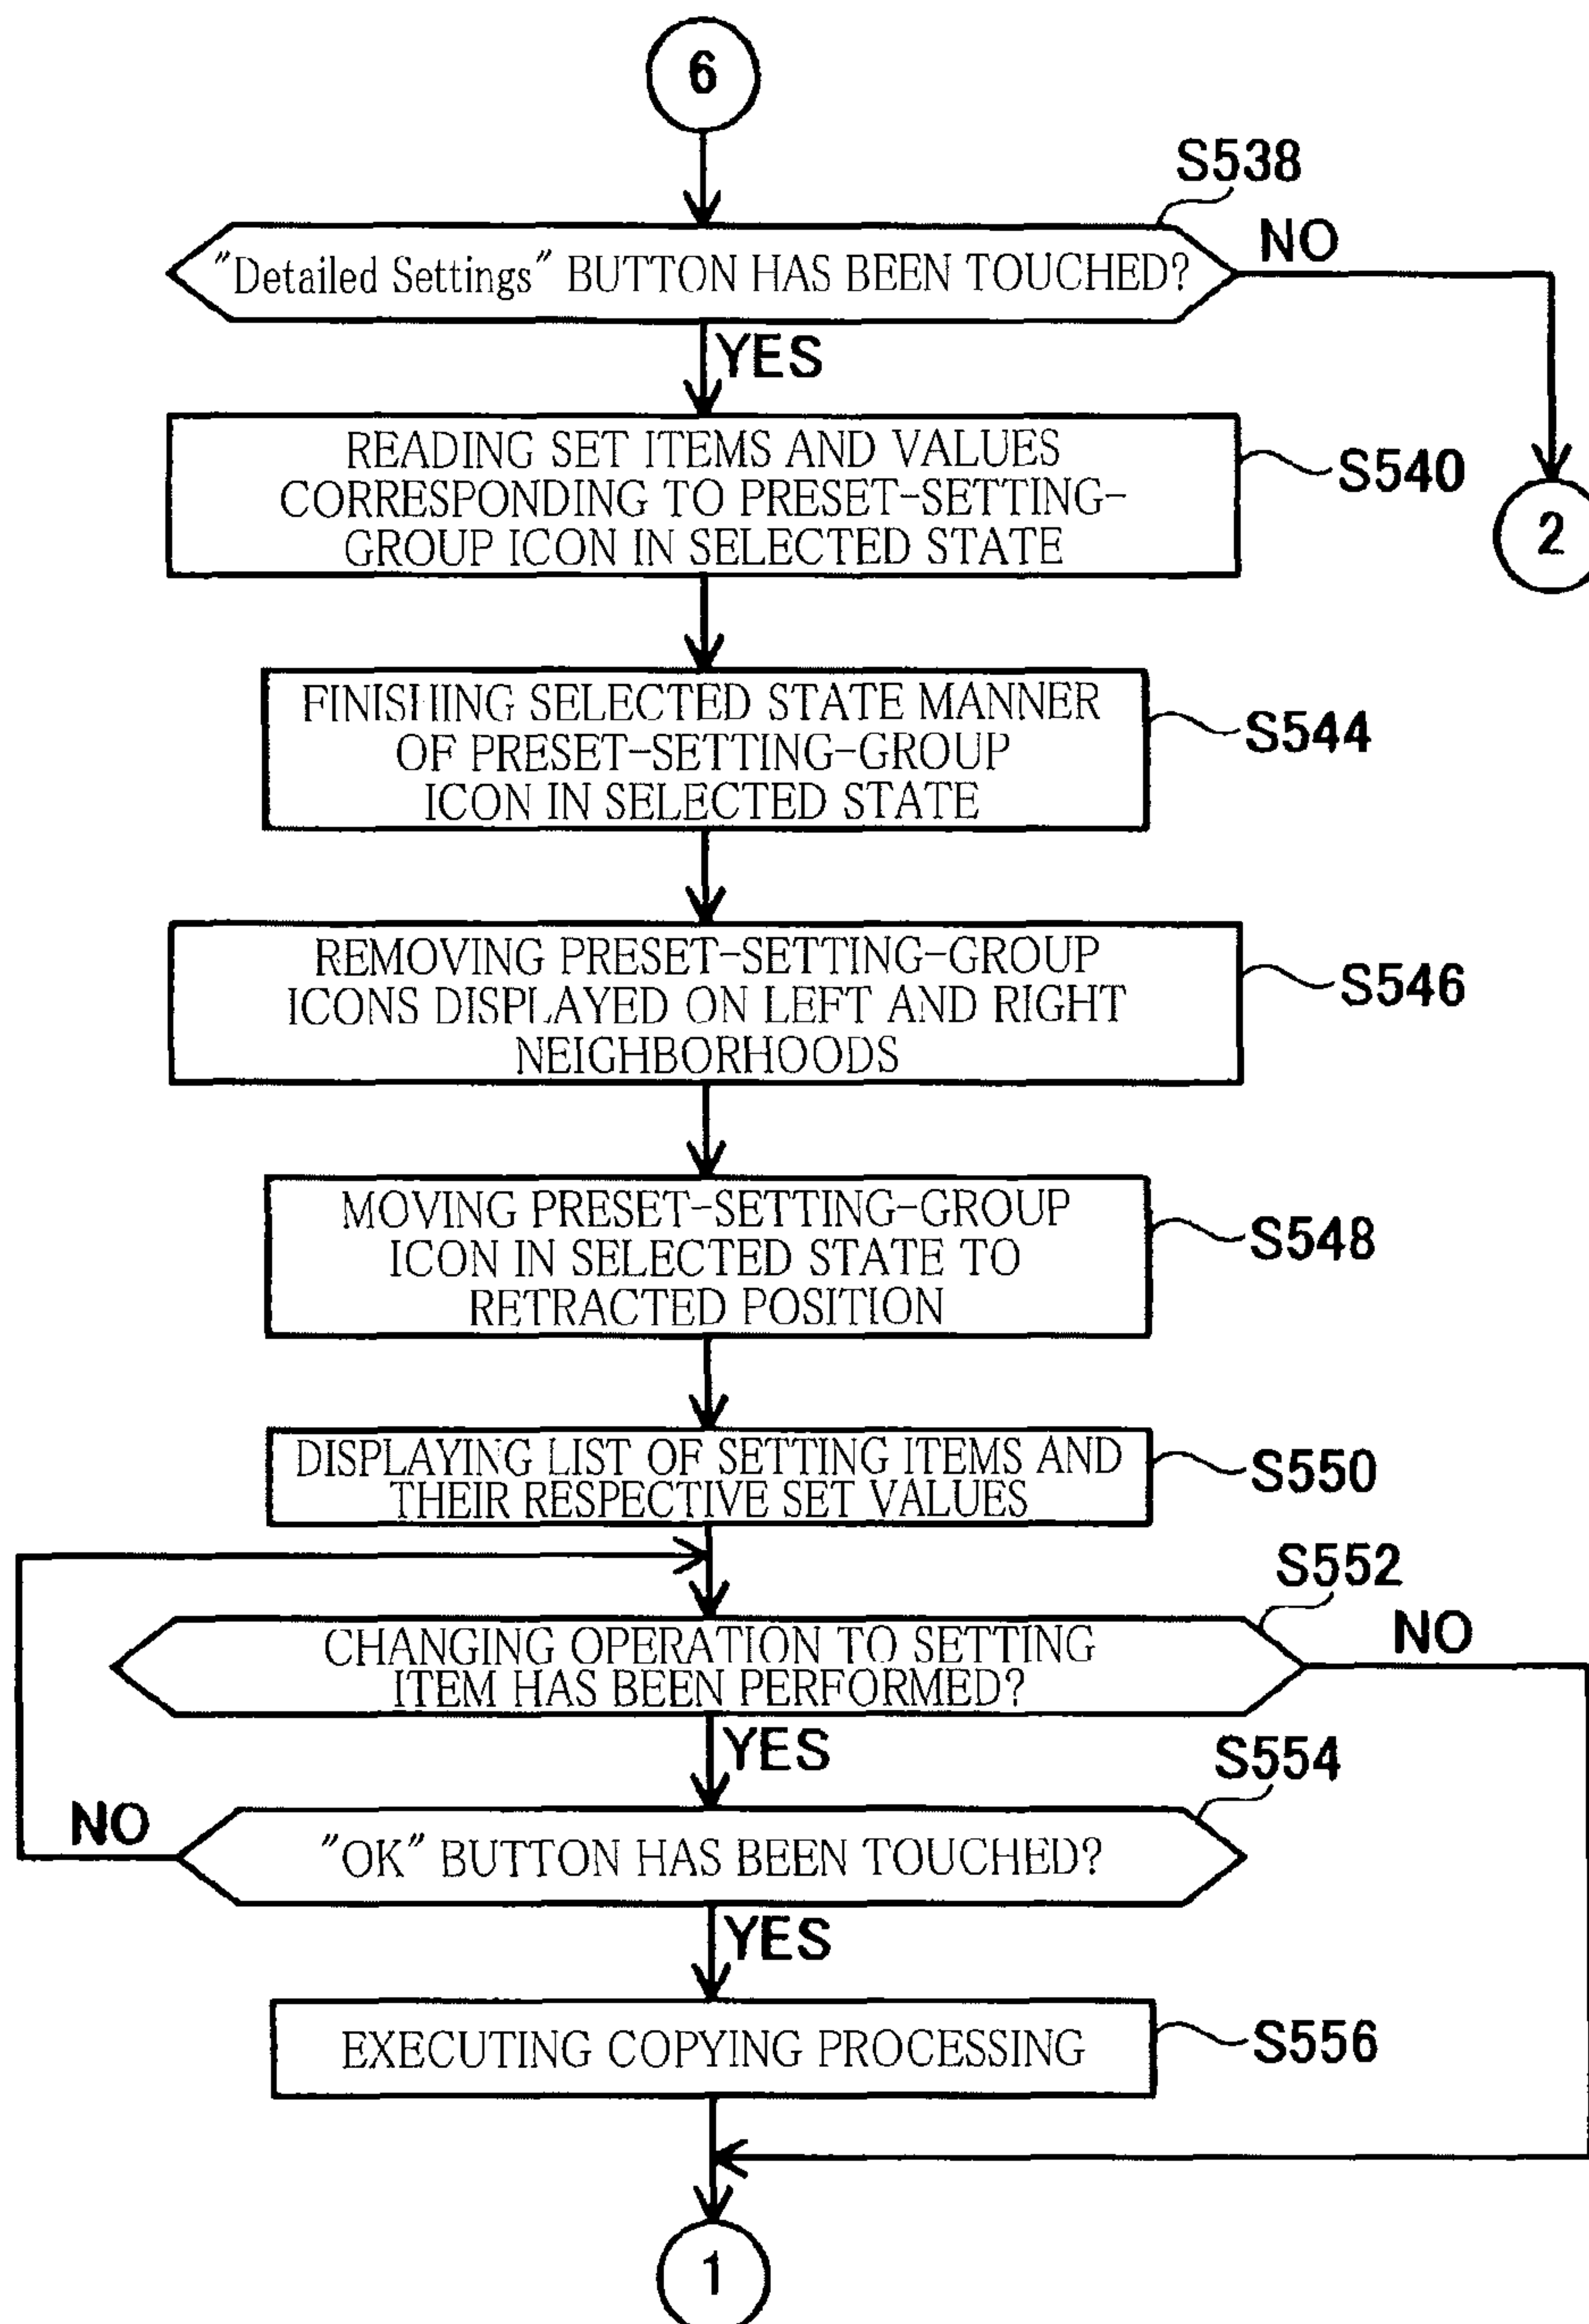 6
S538
"Detailed Settings" BUTTON HAS BEEN TOUCHED?
NO
YES
READING SET ITEMS AND VALUES
CORRESPONDING TO PRESET-SETTING-
GROUP ICON IN SELECTED STATE
S540
2
FINISHING SELECTED STATE MANNER
OF PRESET-SETTING-GROUP
ICON IN SELECTED STATE
S544
REMOVING PRESET-SETTING-GROUP
ICONS DISPLAYED ON LEFT AND RIGHT
NEIGHBORHOODS
S546
MOVING PRESET-SETTING-GROUP
ICON IN SELECTED STATE TO
RETRACTED POSITION
S548
DISPLAYING LIST OF SETTING ITEMS AND
THEIR RESPECTIVE SET VALUES
S550
S552
CHANGING OPERATION TO SETTING
ITEM HAS BEEN PERFORMED?
NO
YES
S554
NO
"OK" BUTTON HAS BEEN TOUCHED?
YES
EXECUTING COPYING PROCESSING
S556
1